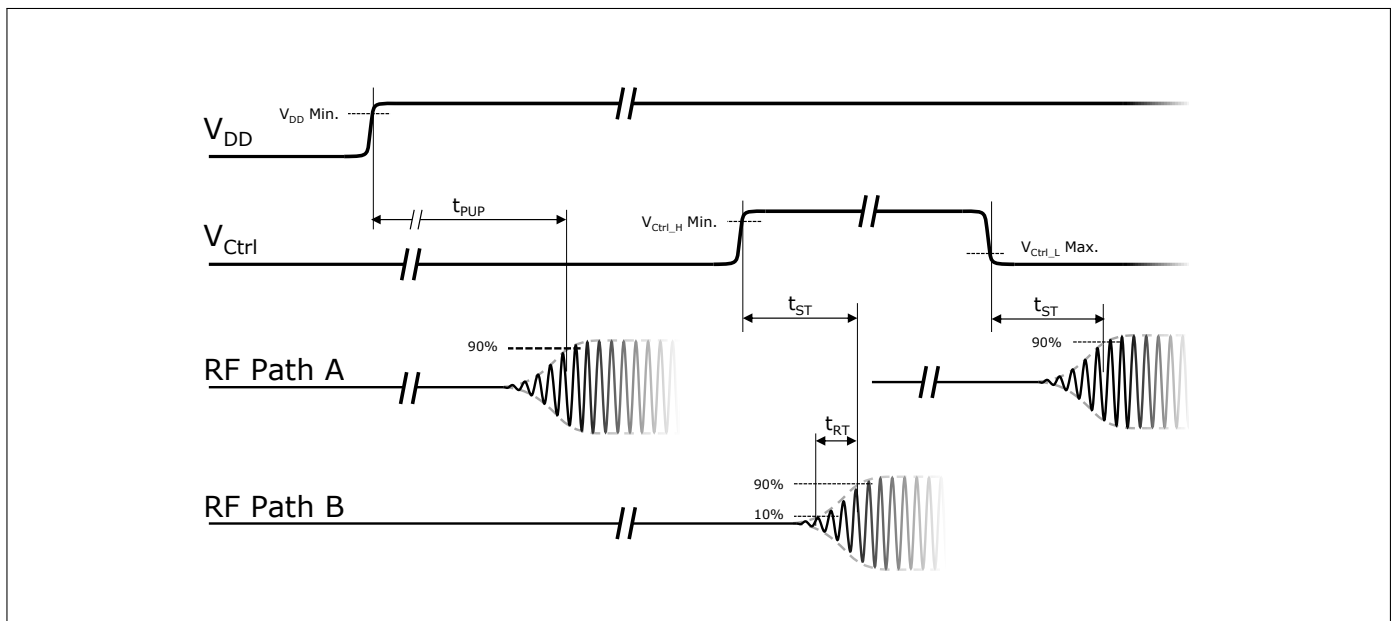 V_DD Min.
V_DD
t_PUP
V_Ctrl_H Min.
V_Ctrl
V_Ctrl_L Max.
t_ST
t_ST
90%
90%
RF Path A
t_RT
90%
RF Path B
10%